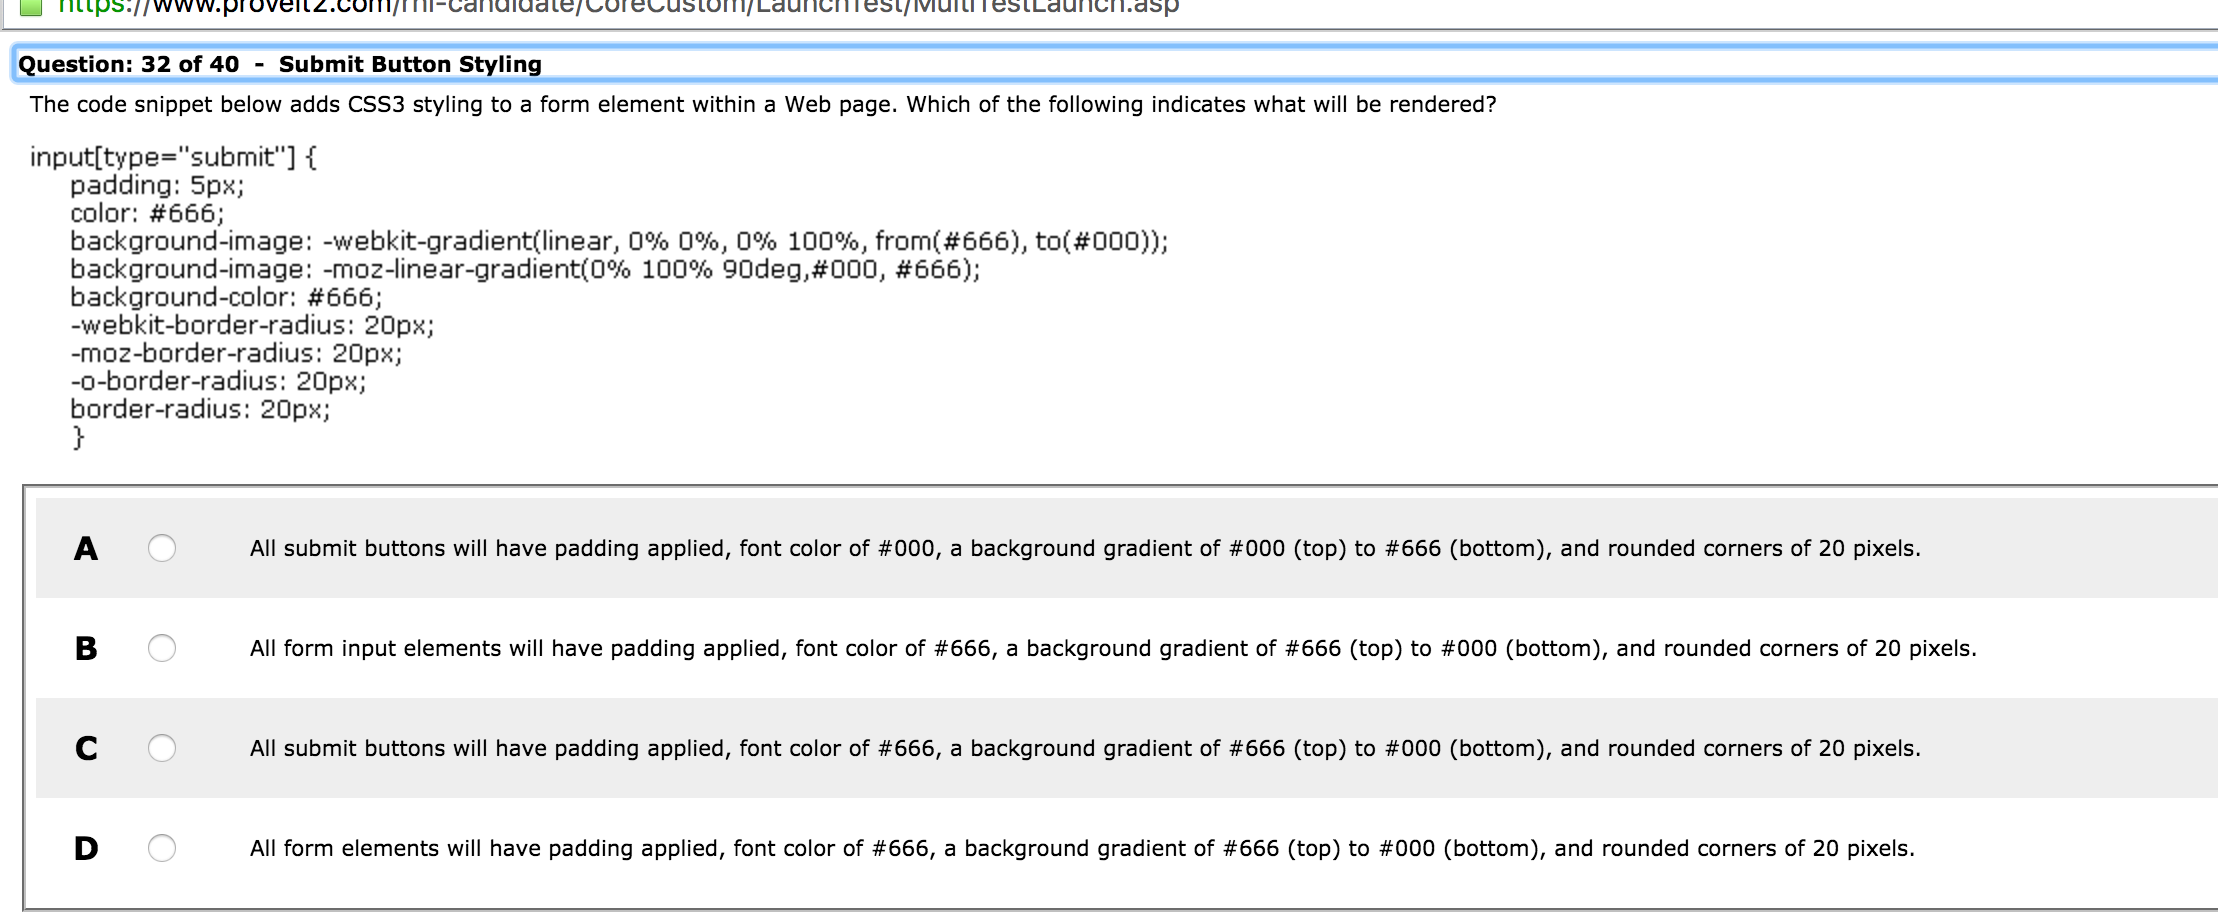 https://www.proveit2.com/rni-candidate/CoreCustom/LaunchTest/MultiTestLaunch.asp
Question: 32 of 40 - Submit Button Styling
The code snippet below adds CSS3 styling to a form element within a Web page. Which of the following indicates what will be rendered?
input[type="submit"] {
padding: 5px;
color: #666;
background-image: -webkit-gradient(linear, 0% 0%, 0% 100%, from(#666), to(#000));
background-image: -moz-linear-gradient(0% 100% 90deg,#000, #666);
background-color: #666;
-webkit-border-radius: 20px;
-moz-border-radius: 20px;
-o-border-radius: 20px;
border-radius: 20px;
}
A All submit buttons will have padding applied, font color of #000, a background gradient of #000 (top) to #666 (bottom), and rounded corners of 20 pixels.
B All form input elements will have padding applied, font color of #666, a background gradient of #666 (top) to #000 (bottom), and rounded corners of 20 pixels.
C All submit buttons will have padding applied, font color of #666, a background gradient of #666 (top) to #000 (bottom), and rounded corners of 20 pixels.
D All form elements will have padding applied, font color of #666, a background gradient of #666 (top) to #000 (bottom), and rounded corners of 20 pixels.